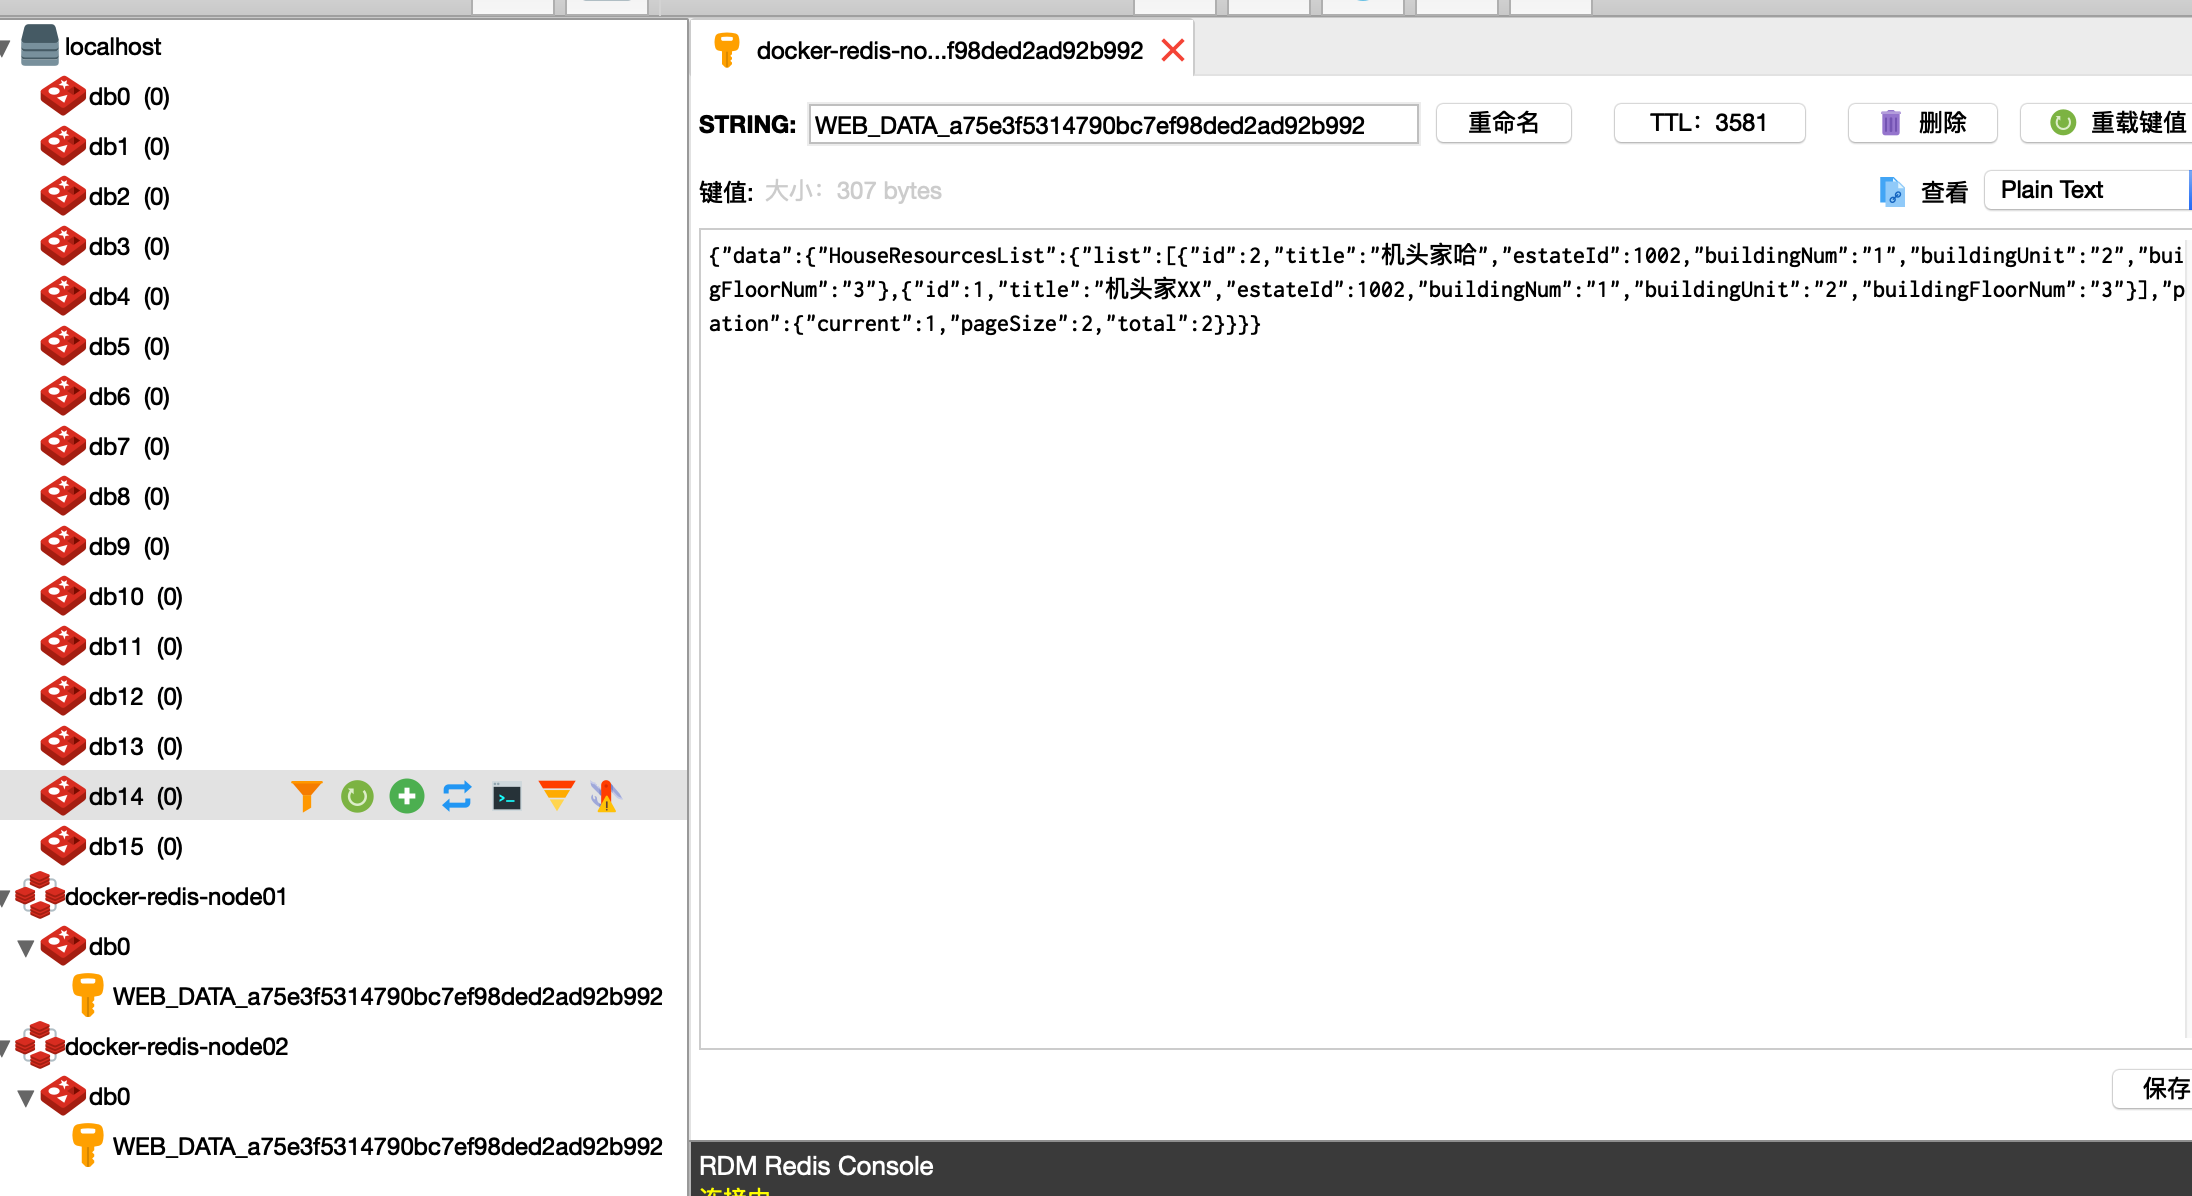 localhost
db0 (0)
db1 (0)
db2 (0)
db3 (0)
db4 (0)
db5 (0)
db6 (0)
db7 (0)
db8 (0)
db9 (0)
db10 (0)
db11 (0)
db12 (0)
db13 (0)
db14 (0)
db15 (0)
docker-redis-node01
db0
WEB_DATA_a75e3f5314790bc7ef98ded2ad92b992
docker-redis-node02
db0
WEB_DATA_a75e3f5314790bc7ef98ded2ad92b992
docker-redis-no...f98ded2ad92b992
STRING: WEB_DATA_a75e3f5314790bc7ef98ded2ad92b992 重命名 TTL: 3581 删除 重载键值
键值: 大小: 307 bytes 查看 Plain Text
{"data":{"HouseResourcesList":{"list":[{"id":2,"title":"机头家哈","estateId":1002,"buildingNum":"1","buildingUnit":"2","bui
gFloorNum":"3"},{"id":1,"title":"机头家XX","estateId":1002,"buildingNum":"1","buildingUnit":"2","buildingFloorNum":"3"}],"p
ation":{"current":1,"pageSize":2,"total":2}}}}
保存
RDM Redis Console
连接中